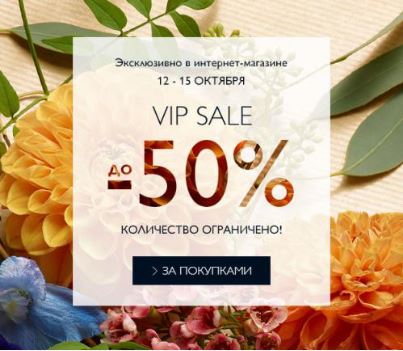 Эксклюзивно в интернет-магазине
12 - 15 ОКТЯБРЯ
VIP SALE
ДО -50%
КОЛИЧЕСТВО ОГРАНИЧЕНО!
> ЗА ПОКУПКАМИ